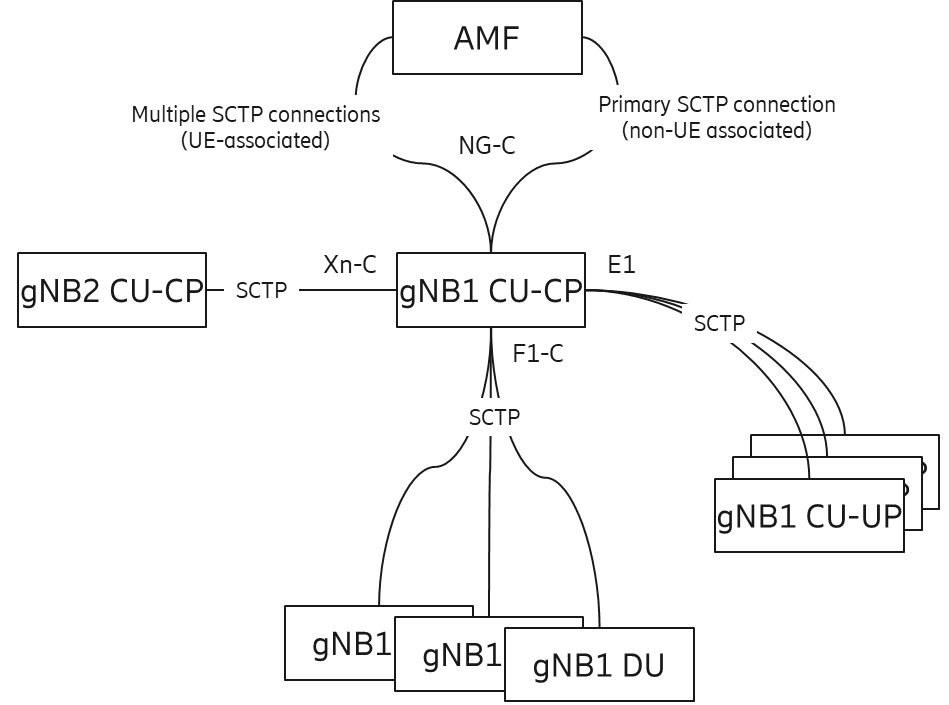 AMF
Multiple SCTP connections
(UE-associated)
Primary SCTP connection
(non-UE associated)
NG-C
gNB2 CU-CP
SCTP
Xn-C
gNB1 CU-CP
E1
SCTP
F1-C
SCTP
gNB1 CU-UP
gNB1
gNB1
gNB1 DU